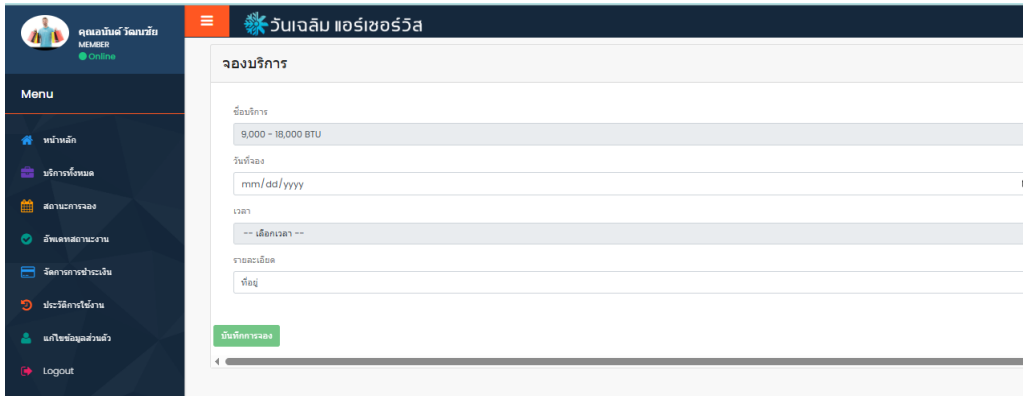 คุณอนันต์ วัฒนชัย
MEMBER
Online
วันเฉลิม แอร์เซอร์วิส
Menu
หน้าหลัก
บริการทั้งหมด
สถานะการจอง
อัพเดทสถานะงาน
จัดการการชำระเงิน
ประวัติการใช้งาน
แก้ไขข้อมูลส่วนตัว
Logout
จองบริการ
ชื่อบริการ
9,000 - 18,000 BTU
วันที่จอง
mm/dd/yyyy
เวลา
-- เลือกเวลา --
รายละเอียด
ที่อยู่
บันทึกการจอง